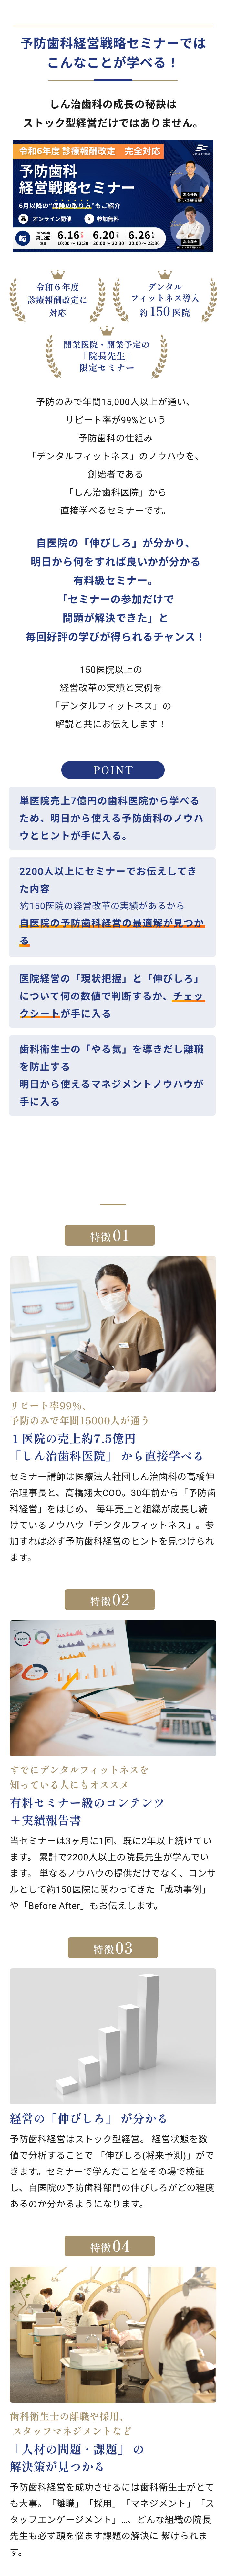 予防歯科経営戦略セミナーでは
こんなことが学べる！
しん治歯科の成長の秘訣は
ストック型経営だけではありません。
令和6年度 診療報酬改定　完全対応
予防歯科
経営戦略セミナー
6月以降の"保険の取り方"もご紹介
オンライン開催
参加無料
第12回
6.16
6.20
6.26
10:00 〜 12:30
20:00 〜 22:30
20:00 〜 22:30
令和６年度
診療報酬改定に
対応
デンタル
フィットネス導入
約150医院
開業医院・開業予定の
「院長先生」
限定セミナー
予防のみで年間15,000人以上が通い、
リピート率が99%という
予防歯科の仕組み
「デンタルフィットネス」のノウハウを、
創始者である
「しん治歯科医院」から
直接学べるセミナーです。
自医院の「伸びしろ」が分かり、
明日から何をすれば良いかが分かる
有料級セミナー。
「セミナーの参加だけで
問題が解決できた」と
毎回好評の学びが得られるチャンス！
150医院以上の
経営改革の実績と実例を
「デンタルフィットネス」の
解説と共にお伝えします！
POINT
単医院売上7億円の歯科医院から学べる
ため、明日から使える予防歯科のノウハ
ウとヒントが手に入る。
2200人以上にセミナーでお伝えしてき
た内容
約150医院の経営改革の実績があるから
自医院の予防歯科経営の最適解が見つか
る
医院経営の「現状把握」と「伸びしろ」
について何の数値で判断するか、チェッ
クシートが手に入る
歯科衛生士の「やる気」を導きだし離職
を防止する
明日から使えるマネジメントノウハウが
手に入る
特徴01
リピート率99%、
予防のみで年間15000人が通う
１医院の売上約7.5億円
「しん治歯科医院」 から直接学べる
セミナー講師は医療法人社団しん治歯科の高橋伸
治理事長と、高橋翔太COO。30年前から「予防歯
科経営」をはじめ、 毎年売上と組織が成長し続
けているノウハウ「デンタルフィットネス」。参
加すれば必ず予防歯科経営のヒントを見つけられ
ます。
特徴02
すでにデンタルフィットネスを
知っている人にもオススメ
有料セミナー級のコンテンツ
＋実績報告書
当セミナーは3ヶ月に1回、既に2年以上続けてい
ます。 累計で2200人以上の院長先生が学んでい
ます。 単なるノウハウの提供だけでなく、コンサ
ルとして約150医院に関わってきた「成功事例」
や「Before After」もお伝えします。
特徴03
経営の「伸びしろ」 が分かる
予防歯科経営はストック型経営。 経営状態を数
値で分析することで 「伸びしろ(将来予測)」がで
きます。セミナーで学んだことをその場で検証
し、自医院の予防歯科部門の伸びしろがどの程度
あるのか分かるようになります。
特徴04
歯科衛生士の離職や採用、
スタッフマネジメントなど
「人材の問題・課題」 の
解決策が見つかる
予防歯科経営を成功させるには歯科衛生士がとて
も大事。「離職」「採用」「マネジメント」「ス
タッフエンゲージメント」…、どんな組織の院長
先生も必ず頭を悩ます課題の解決に 繋げられま
す。